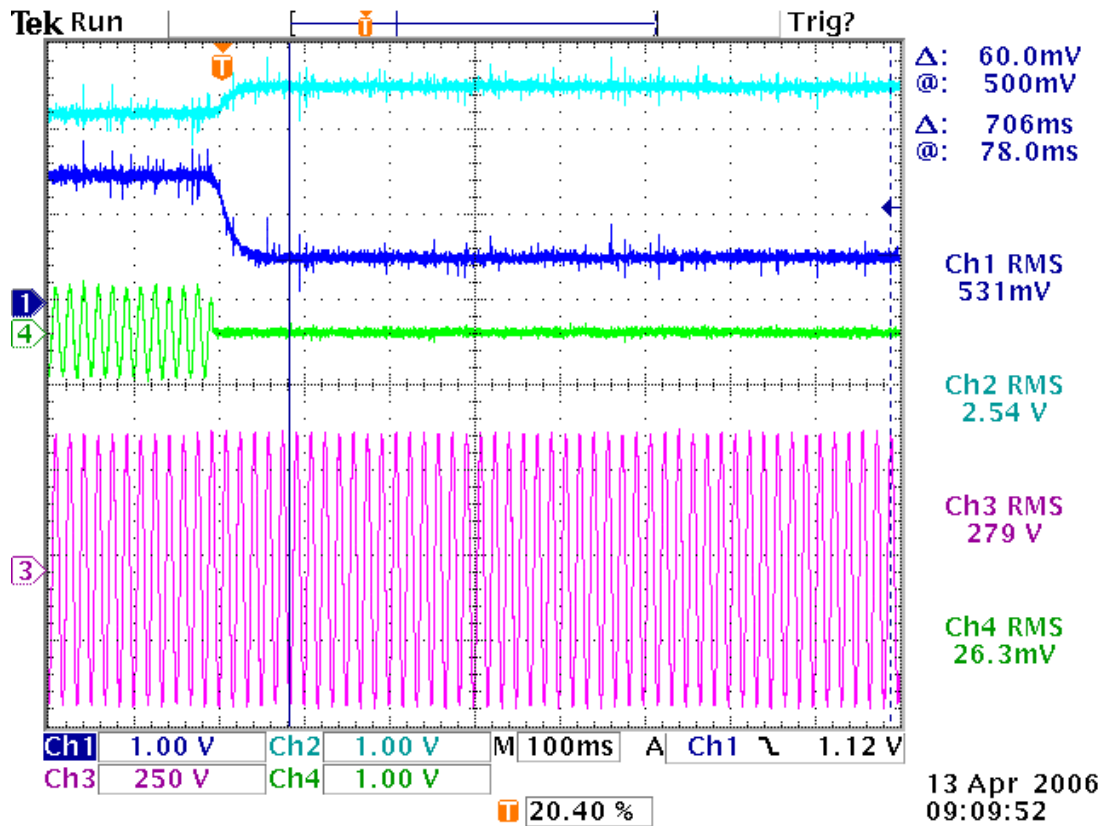 Tek Run Trig?
T
T
Δ: 60.0mV
@: 500mV
Δ: 706ms
@: 78.0ms
Ch1 RMS
531mV
1
4
Ch2 RMS
2.54 V
Ch3 RMS
279 V
3
Ch4 RMS
26.3mV
Ch1 1.00 V Ch2 1.00 V M 100ms A Ch1 1.12 V
Ch3 250 V Ch4 1.00 V
T 20.40 %
13 Apr 2006
09:09:52